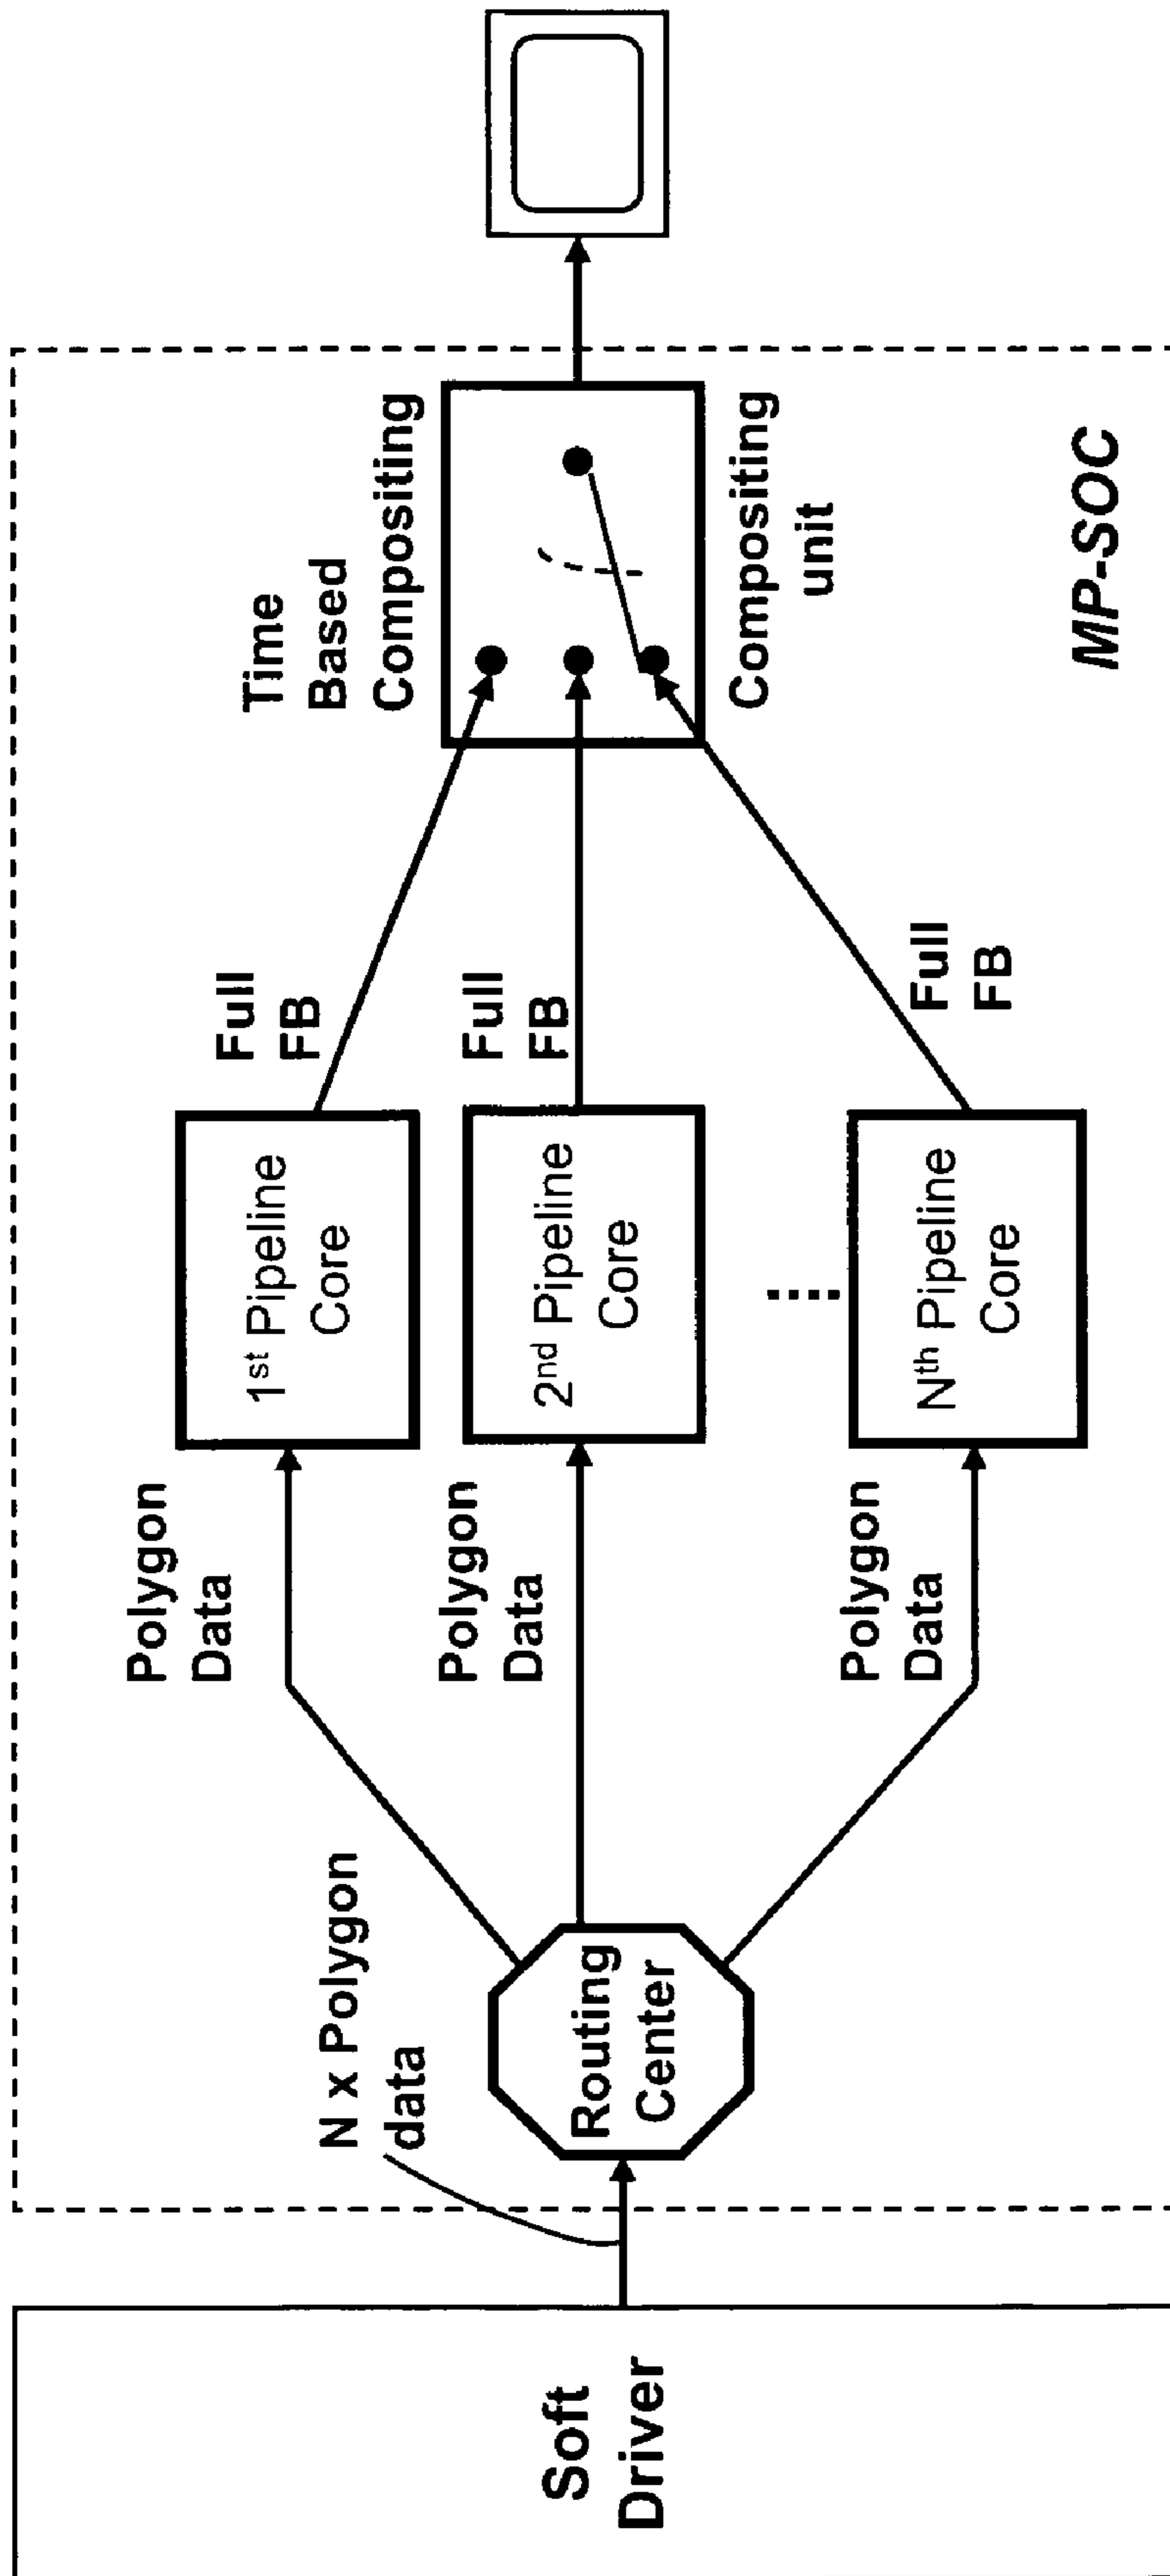 Soft
Driver
N x Polygon
data
Routing
Center
Polygon
Data
Polygon
Data
Polygon
Data
1st Pipeline
Core
2nd Pipeline
Core
Nth Pipeline
Core
Full
FB
Full
FB
Full
FB
Time
Based
Compositing
Compositing
unit
MP-SOC